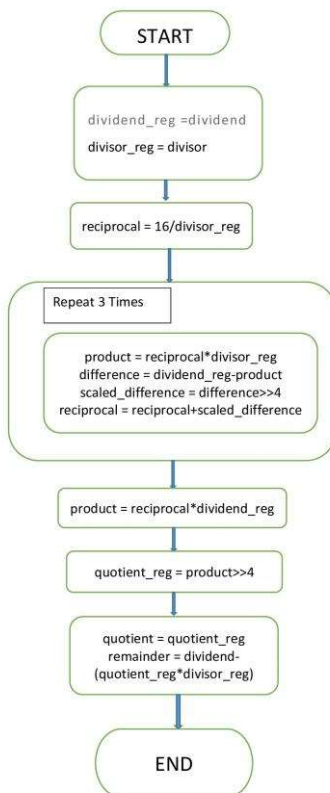 START
dividend_reg =dividend
divisor_reg = divisor
reciprocal = 16/divisor_reg
Repeat 3 Times
product = reciprocal*divisor_reg
difference = dividend_reg-product
scaled_difference = difference>>4
reciprocal = reciprocal+scaled_difference
product = reciprocal*dividend_reg
quotient_reg = product>>4
quotient = quotient_reg
remainder = dividend-
(quotient_reg*divisor_reg)
END